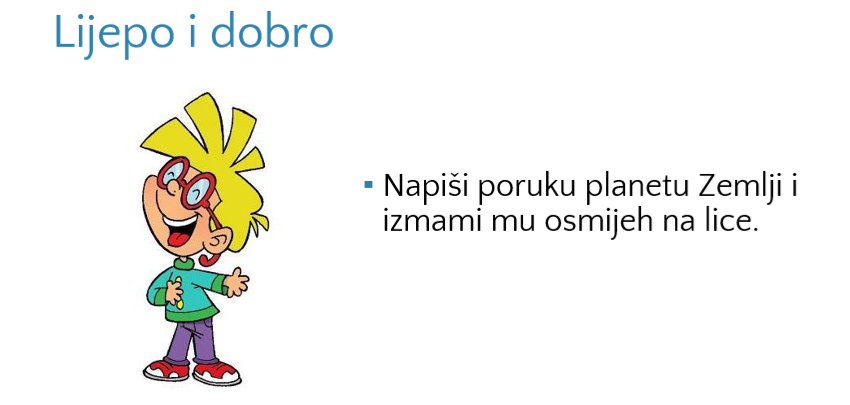 Lijepo i dobro
▪ Napiši poruku planetu Zemlji i
izmami mu osmijeh na lice.